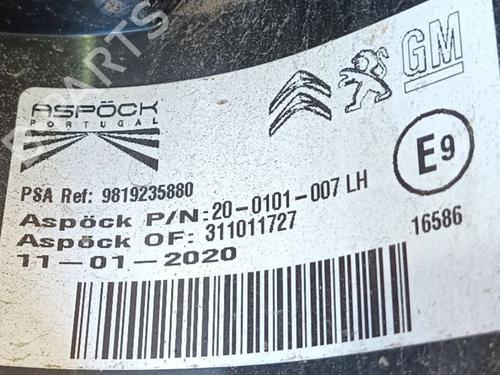 ASPÖCK
PORTUGAL
GM
E9
PSA Ref: 9819235880
Aspöck P/N:20-0101-007 LH
Aspöck OF: 311011727
16586
11-01-2020